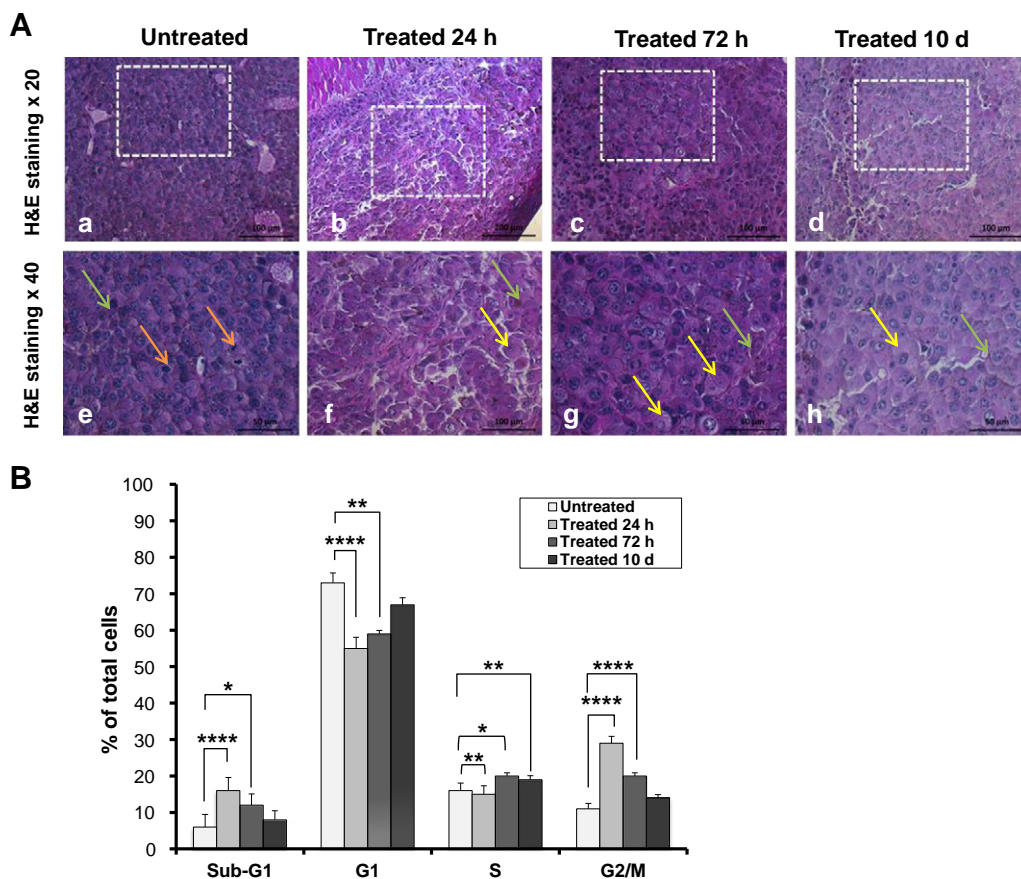 A
Untreated
Treated 24 h
Treated 72 h
Treated 10 d
H&E staining x 20
a
100 µm
b
100 µm
c
100 µm
d
100 µm
H&E staining x 40
e
50 µm
f
100 µm
g
50 µm
h
50 µm
B
% of total cells
100
90
80
70
60
50
40
30
20
10
0
Untreated
Treated 24 h
Treated 72 h
Treated 10 d
*
****
**
****
**
*
**
****
****
Sub-G1
G1
S
G2/M